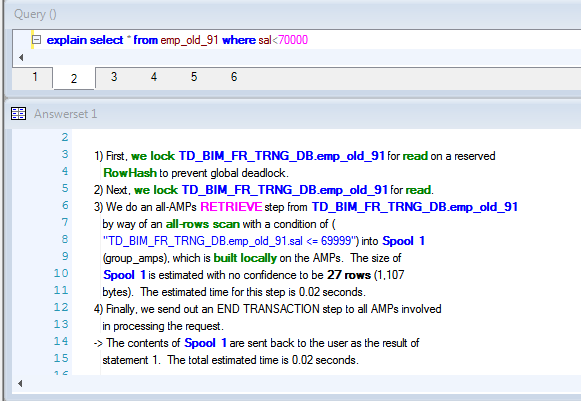 Query ()
explain select * from emp_old_91 where sal<70000
1 2 3 4 5 6
Answerset 1
2
3 1) First, we lock TD_BIM_FR_TRNG_DB.emp_old_91 for read on a reserved
4 RowHash to prevent global deadlock.
5 2) Next, we lock TD_BIM_FR_TRNG_DB.emp_old_91 for read.
6 3) We do an all-AMPs RETRIEVE step from TD_BIM_FR_TRNG_DB.emp_old_91
7 by way of an all-rows scan with a condition of (
8 "TD_BIM_FR_TRNG_DB.emp_old_91.sal <= 69999") into Spool 1
9 (group_amps), which is built locally on the AMPs. The size of
10 Spool 1 is estimated with no confidence to be 27 rows (1,107
11 bytes). The estimated time for this step is 0.02 seconds.
12 4) Finally, we send out an END TRANSACTION step to all AMPs involved
13 in processing the request.
14 -> The contents of Spool 1 are sent back to the user as the result of
15 statement 1. The total estimated time is 0.02 seconds.
16